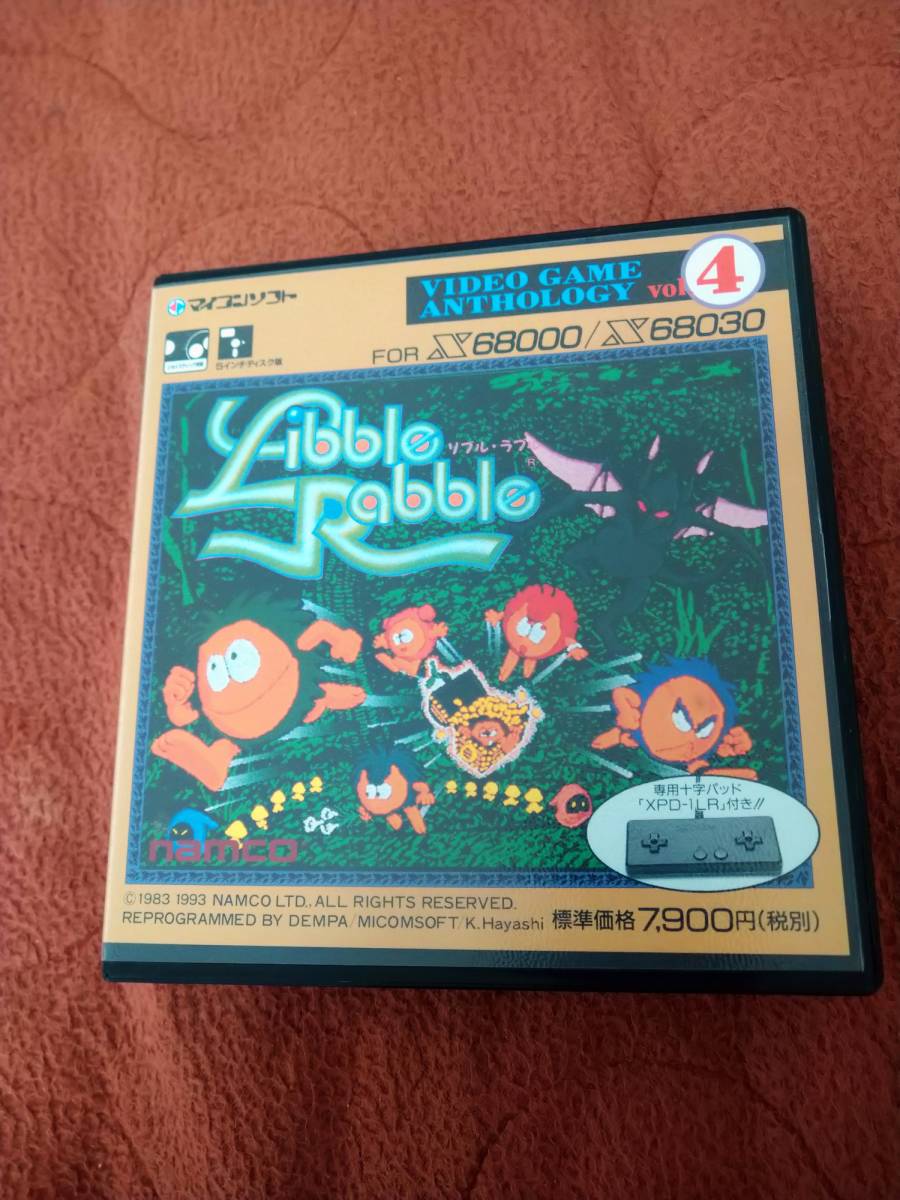 マイコンソフト
VIDEO GAME
ANTHOLOGY vol. 4
5インチディスク版
FOR X68000/X68030
Libble
リブル・ラブル
Rabble
専用十字パッド
「XPD-1LR」付き!!
namco
©1983 1993 NAMCO LTD., ALL RIGHTS RESERVED.
REPROGRAMMED BY DEMPA/MICOMSOFT/K.Hayashi 標準価格7,900円(税別)